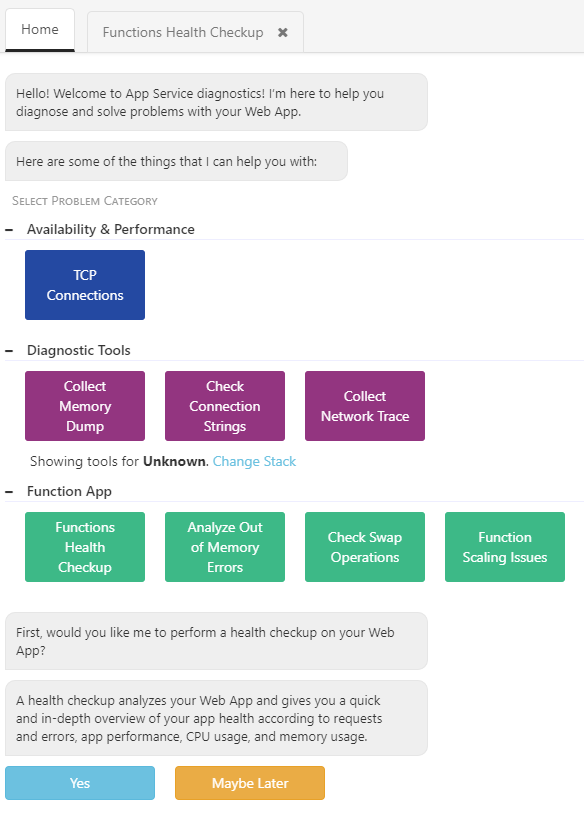 Home
Functions Health Checkup ✖
Hello! Welcome to App Service diagnostics! I'm here to help you
diagnose and solve problems with your Web App.
Here are some of the things that I can help you with:
Select Problem Category
– Availability & Performance
TCP
Connections
– Diagnostic Tools
Collect
Memory
Dump
Check
Connection
Strings
Collect
Network Trace
Showing tools for Unknown. Change Stack
– Function App
Functions
Health
Checkup
Analyze Out
of Memory
Errors
Check Swap
Operations
Function
Scaling Issues
First, would you like me to perform a health checkup on your Web
App?
A health checkup analyzes your Web App and gives you a quick
and in-depth overview of your app health according to requests
and errors, app performance, CPU usage, and memory usage.
Yes
Maybe Later